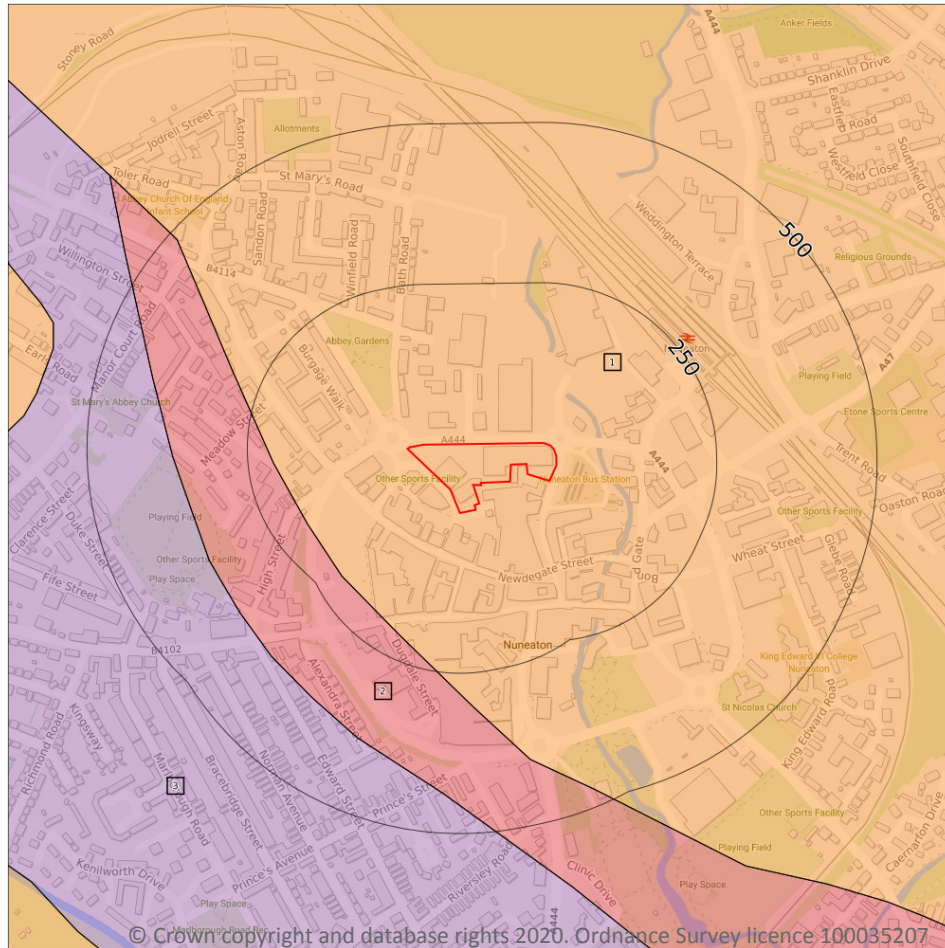 Stoney Road
A444
Anker Fields
Shanklin Drive
Eastfield Road
Westfield Close
Southfield Close
Jodrell Street
Aston Road
Allotments
Toler Road
St Mary's Road
Abbey Church Of England
Infant School
Sandon Road
Winfield Road
Bath Road
Weddington Terrace
500
Religious Grounds
Willington Street
B4114
Manor Court Road
Abbey Gardens
250
1
A47
Playing Field
Earls Road
Burgage Walk
St Mary's Abbey Church
Etone Sports Centre
Meadow Street
A444
A444
Trent Road
Other Sports Facility
Nuneaton Bus Station
Oaston Road
Clarence Street
Duke Street
Playing Field
Other Sports Facility
Glebe Road
Wheat Street
Other Sports Facility
Play Space
High Street
Newdegate Street
Bond Gate
Fife Street
B4102
Nuneaton
King Edward VI College
Nuneaton
Dugdale Street
Alexandra Street
2
St Nicolas Church
King Edward Road
Richmond Road
Kingsway
3
Marlborough Road
Bracebridge Street
Norman Avenue
Edward Street
Prince's Street
Other Sports Facility
Playing Field
Caernarfon Drive
Kenilworth Drive
Prince's Avenue
Riversley Road
Clinic Drive
Play Space
Play Space
Marlborough Road Rec
A444
© Crown copyright and database rights 2020. Ordnance Survey licence 100035207